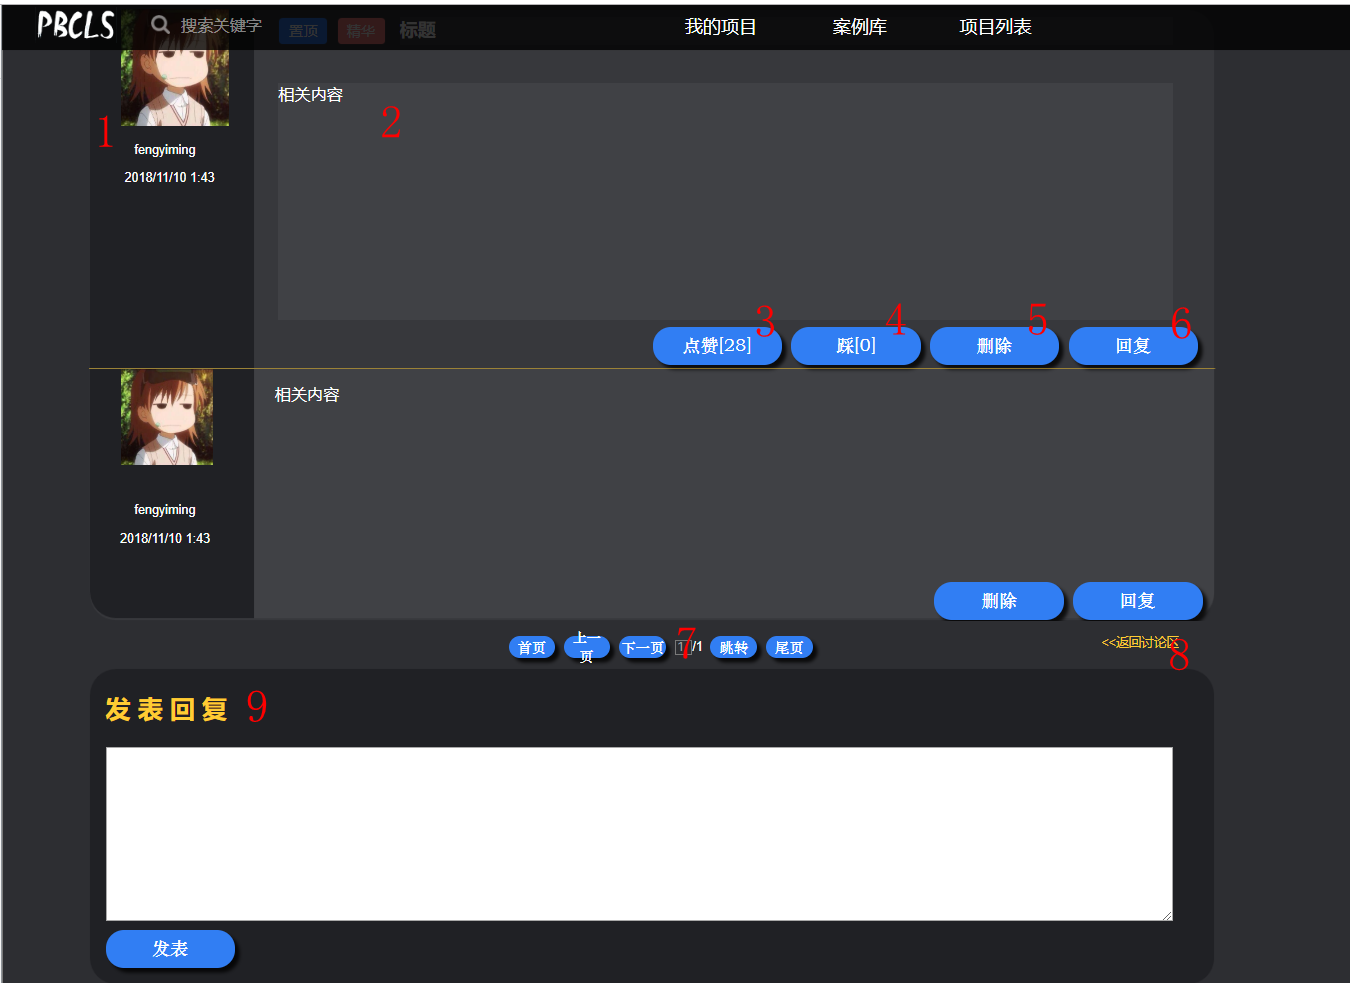 PBCLS 搜索关键字 置顶 精华 标题 我的项目 案例库 项目列表
相关内容
2
1
fengyiming
2018/11/10 1:43
3 4 5 6
点赞[28] 踩[0] 删除 回复
相关内容
fengyiming
2018/11/10 1:43
删除 回复
首页 上一页 下一页 1/1 跳转 尾页 <<返回讨论区
7
8
发表回复 9
发表